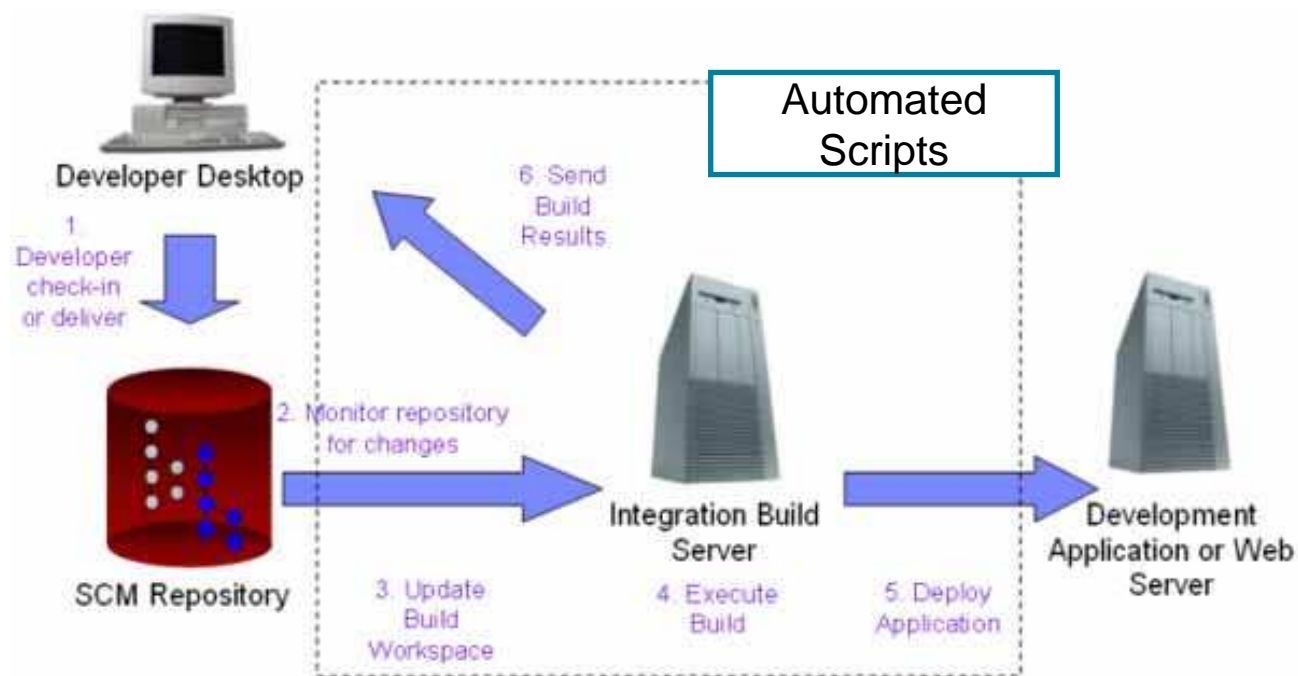 Automated
Scripts
Developer Desktop
6. Send
Build
Results
1.
Developer
check-in
or deliver
2. Monitor repository
for changes
SCM Repository
Integration Build
Server
Development
Application or Web
Server
3. Update
Build
Workspace
4. Execute
Build
5. Deploy
Application